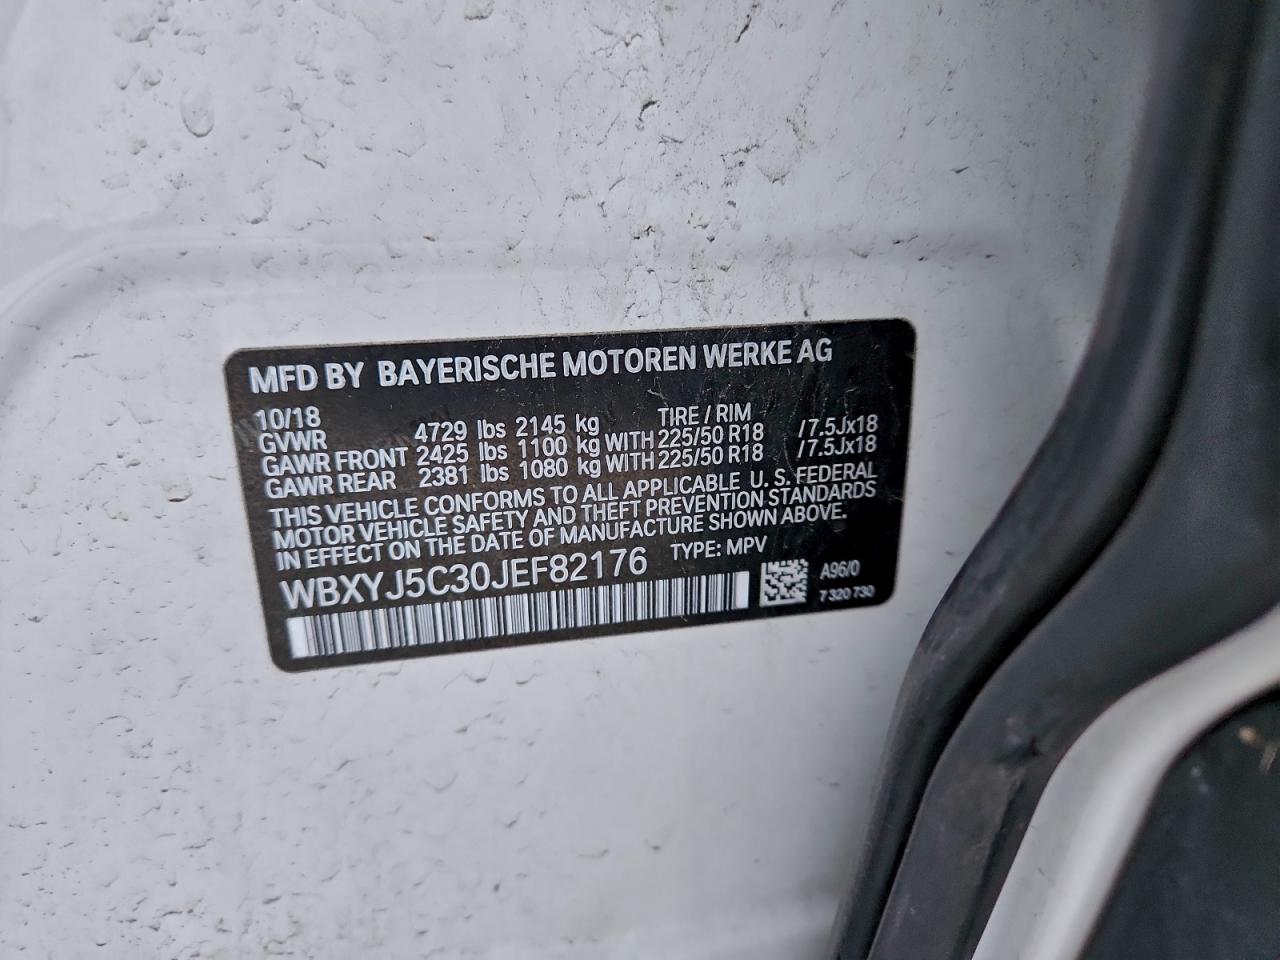 MFD BY BAYERISCHE MOTOREN WERKE AG
10/18 TIRE / RIM
GVWR 4729 lbs 2145 kg
GAWR FRONT 2425 lbs 1100 kg WITH 225/50 R18 /7.5Jx18
GAWR REAR 2381 lbs 1080 kg WITH 225/50 R18 /7.5Jx18
THIS VEHICLE CONFORMS TO ALL APPLICABLE U. S. FEDERAL
MOTOR VEHICLE SAFETY AND THEFT PREVENTION STANDARDS
IN EFFECT ON THE DATE OF MANUFACTURE SHOWN ABOVE.
WBXYJ5C30JEF82176 TYPE: MPV
A96/0
7 320 730